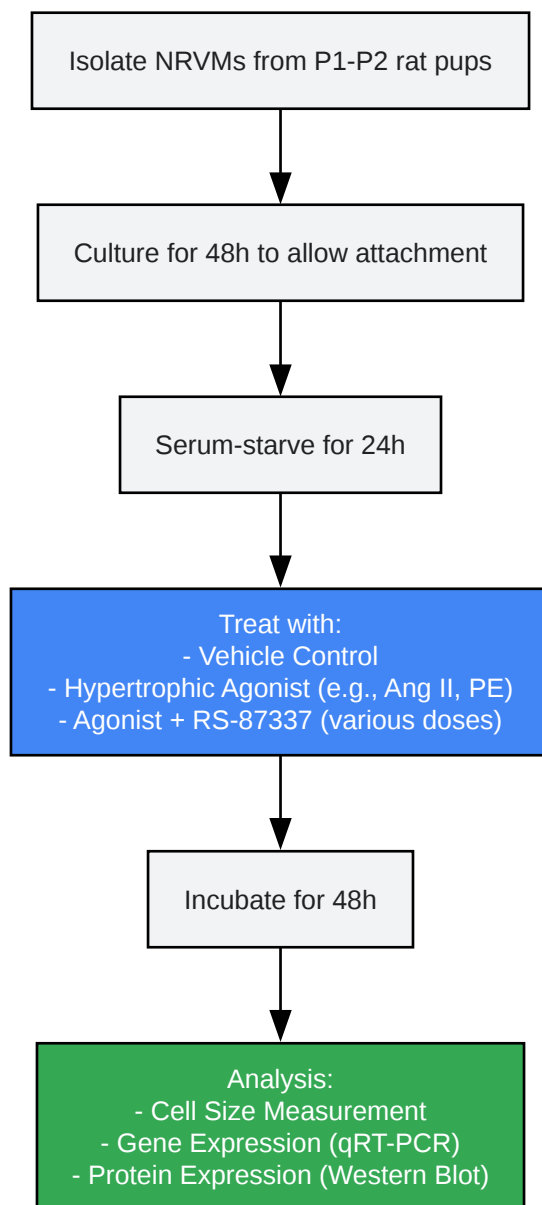 Isolate NRVMs from P1-P2 rat pups
Culture for 48h to allow attachment
Serum-starve for 24h
Treat with:
- Vehicle Control
- Hypertrophic Agonist (e.g., Ang II, PE)
- Agonist + RS-87337 (various doses)
Incubate for 48h
Analysis:
- Cell Size Measurement
- Gene Expression (qRT-PCR)
- Protein Expression (Western Blot)